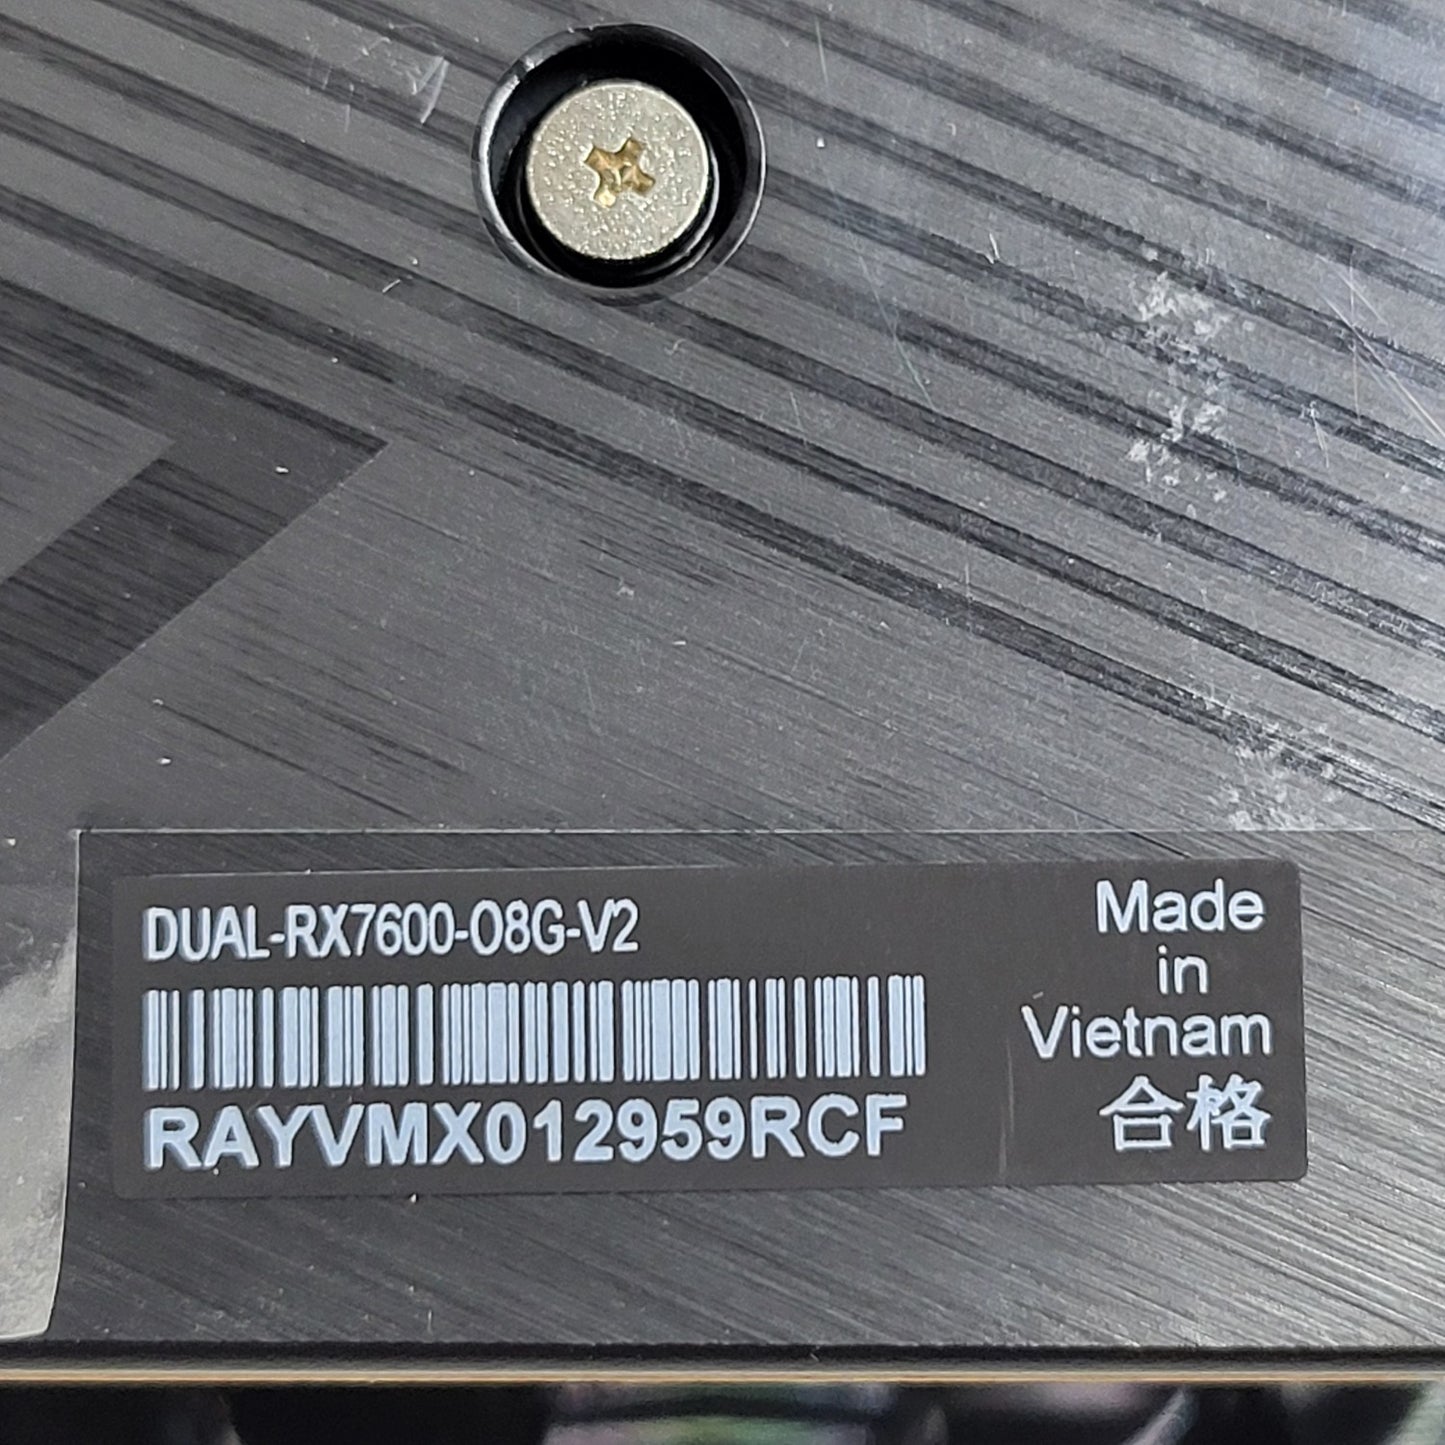 DUAL-RX7600-O8G-V2
RAYVMX012959RCF
Made
in
Vietnam
合格